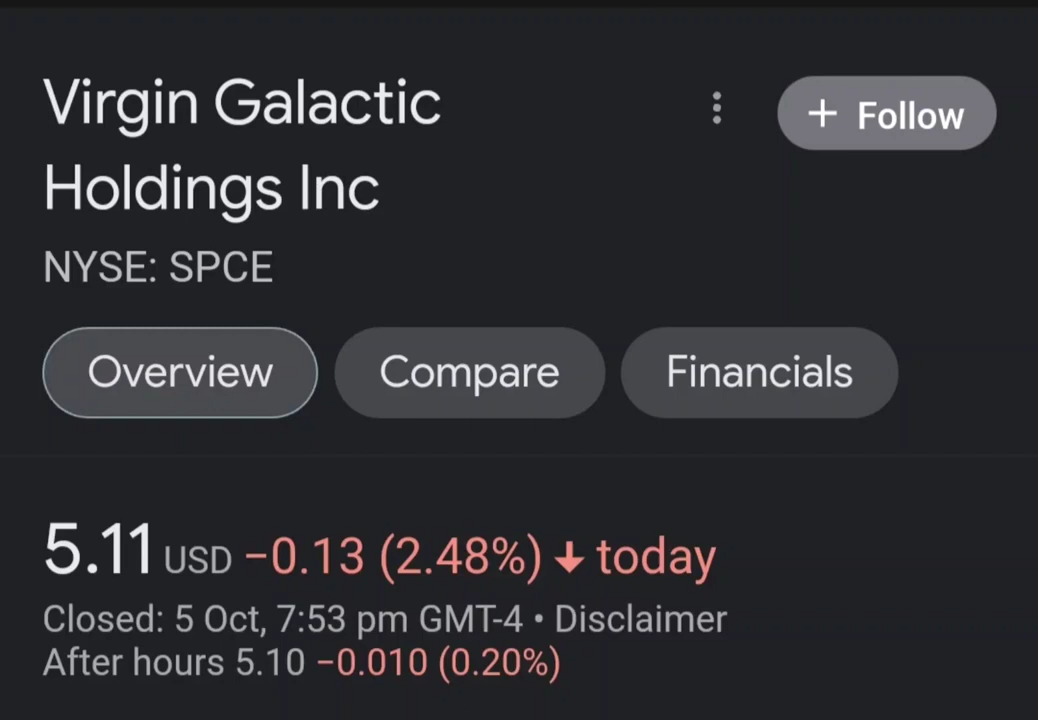 Virgin Galactic
Holdings Inc
+ Follow
NYSE: SPCE
Overview Compare Financials
5.11 USD −0.13 (2.48%) ↓ today
Closed: 5 Oct, 7:53 pm GMT-4 • Disclaimer
After hours 5.10 −0.010 (0.20%)